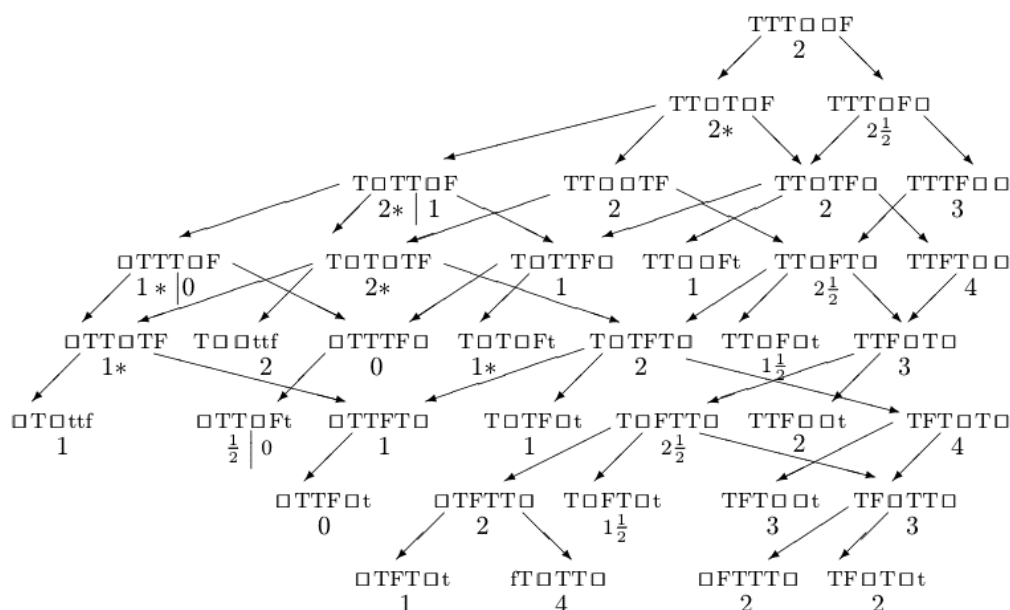 TTT□□F
2
TT□T□F TTT□F□
2* 2½
T□TT□F TT□□TF TT□TF□ TTTF□□
2*|1 2 2 3
□TTT□F T□T□TF T□TTF□ TT□□Ft TT□FT□ TTFT□□
1*|0 2* 1 1 2½ 4
□TT□TF T□□ttf □TTTF□ T□T□Ft T□TFT□ TT□F□t TTF□T□
1* 2 0 1* 2 1½ 3
□T□ttf □TT□Ft □TTFT□ T□TF□t T□FTT□ TTF□□t TFT□T□
1 ½|0 1 1 2½ 2 4
□TTF□t □TFTT□ T□FT□t TFT□□t TF□TT□
0 2 1½ 3 3
□TFT□t fT□TT□ □FTTT□ TF□T□t
1 4 2 2